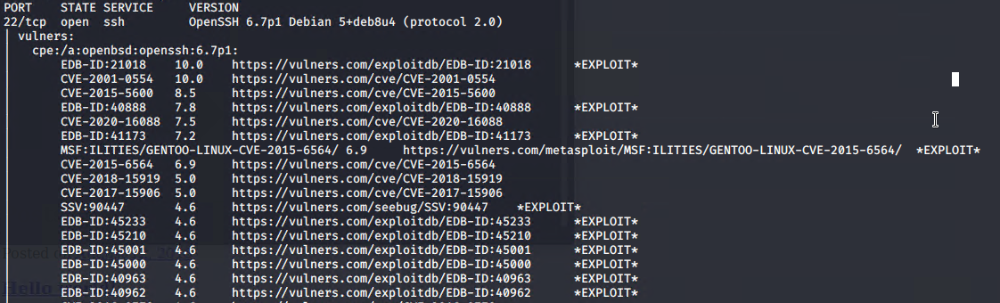 PORT STATE SERVICE VERSION
22/tcp open ssh OpenSSH 6.7p1 Debian 5+deb8u4 (protocol 2.0)
| vulners:
| cpe:/a:openbsd:openssh:6.7p1:
| EDB-ID:21018 10.0 https://vulners.com/exploitdb/EDB-ID:21018 *EXPLOIT*
| CVE-2001-0554 10.0 https://vulners.com/cve/CVE-2001-0554
| CVE-2015-5600 8.5 https://vulners.com/cve/CVE-2015-5600
| EDB-ID:40888 7.8 https://vulners.com/exploitdb/EDB-ID:40888 *EXPLOIT*
| CVE-2020-16088 7.5 https://vulners.com/cve/CVE-2020-16088
| EDB-ID:41173 7.2 https://vulners.com/exploitdb/EDB-ID:41173 *EXPLOIT*
| MSF:ILITIES/GENTOO-LINUX-CVE-2015-6564/ 6.9 https://vulners.com/metasploit/MSF:ILITIES/GENTOO-LINUX-CVE-2015-6564/ *EXPLOIT*
| CVE-2015-6564 6.9 https://vulners.com/cve/CVE-2015-6564
| CVE-2018-15919 5.0 https://vulners.com/cve/CVE-2018-15919
| CVE-2017-15906 5.0 https://vulners.com/cve/CVE-2017-15906
| SSV:90447 4.6 https://vulners.com/seebug/SSV:90447 *EXPLOIT*
| EDB-ID:45233 4.6 https://vulners.com/exploitdb/EDB-ID:45233 *EXPLOIT*
| EDB-ID:45210 4.6 https://vulners.com/exploitdb/EDB-ID:45210 *EXPLOIT*
| EDB-ID:45001 4.6 https://vulners.com/exploitdb/EDB-ID:45001 *EXPLOIT*
| EDB-ID:45000 4.6 https://vulners.com/exploitdb/EDB-ID:45000 *EXPLOIT*
| EDB-ID:40963 4.6 https://vulners.com/exploitdb/EDB-ID:40963 *EXPLOIT*
| EDB-ID:40962 4.6 https://vulners.com/exploitdb/EDB-ID:40962 *EXPLOIT*
Posted
Hello